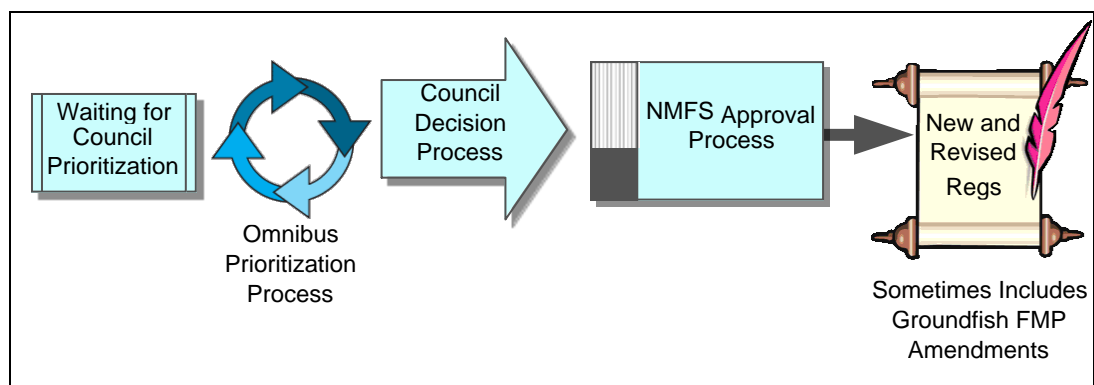 Waiting for
Council
Prioritization
Omnibus
Prioritization
Process
Council
Decision
Process
NMFS Approval
Process
New and
Revised
Regs
Sometimes Includes
Groundfish FMP
Amendments